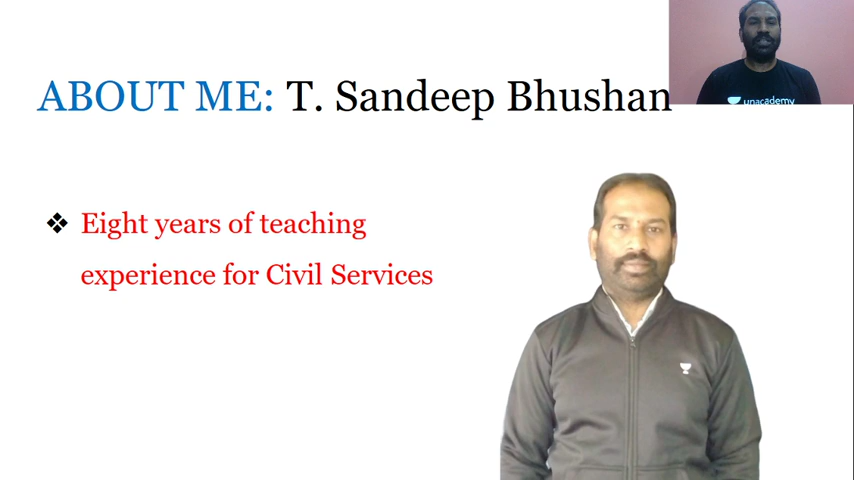 ABOUT ME: T. Sandeep Bhushan
unacademy
❖ Eight years of teaching
experience for Civil Services